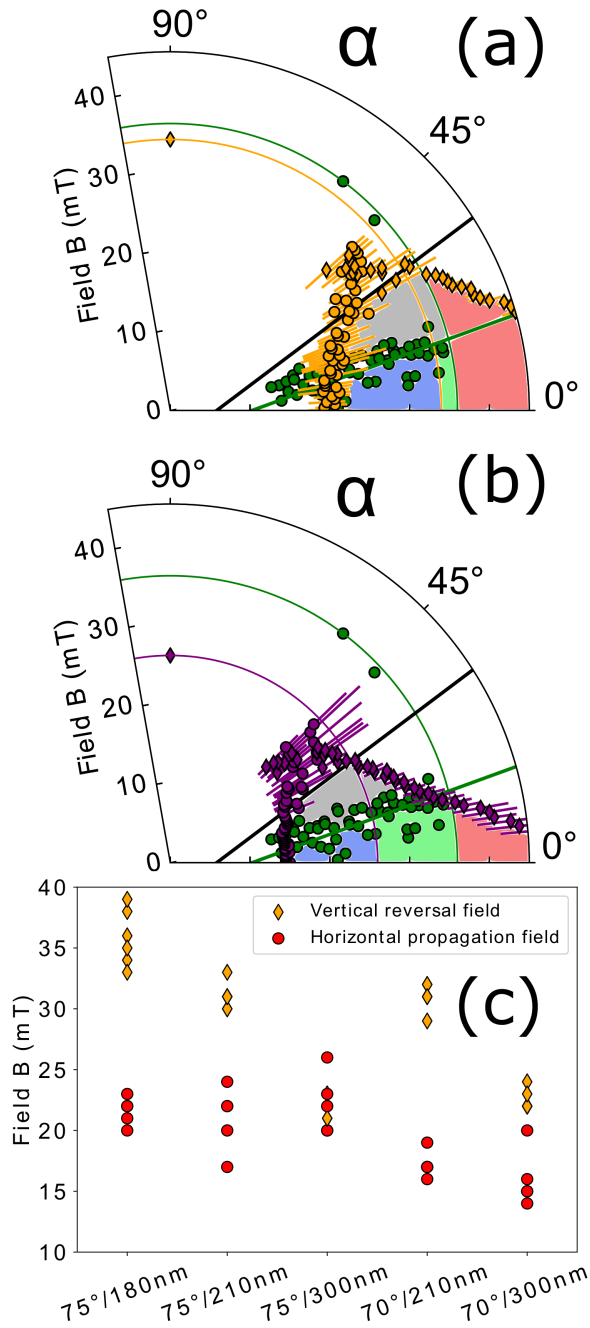 90°
α (a)
45°
40
30
20
10
0
Field B (mT)
0°
90°
α (b)
45°
40
30
20
10
0
Field B (mT)
0°
40
35
30
25
20
15
10
Field B (mT)
Vertical reversal field
Horizontal propagation field
(c)
75°/180nm
75°/210nm
75°/300nm
70°/210nm
70°/300nm